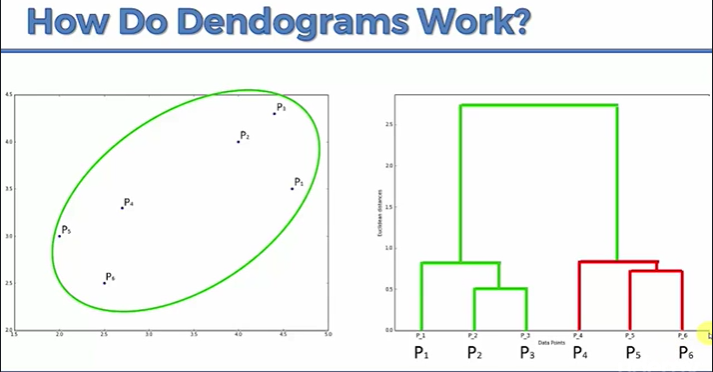 How Do Dendograms Work?
4.5
4.0
3.5
3.0
2.5
2.0
1.5
2.0
2.5
3.0
3.5
4.0
4.5
5.0
P3
P2
P1
P4
P5
P6
Euclidean distances
2.5
2.0
1.5
1.0
0.5
0.0
P_1 P_2 P_3 P_4 P_5 P_6
Data Points
P1 P2 P3 P4 P5 P6